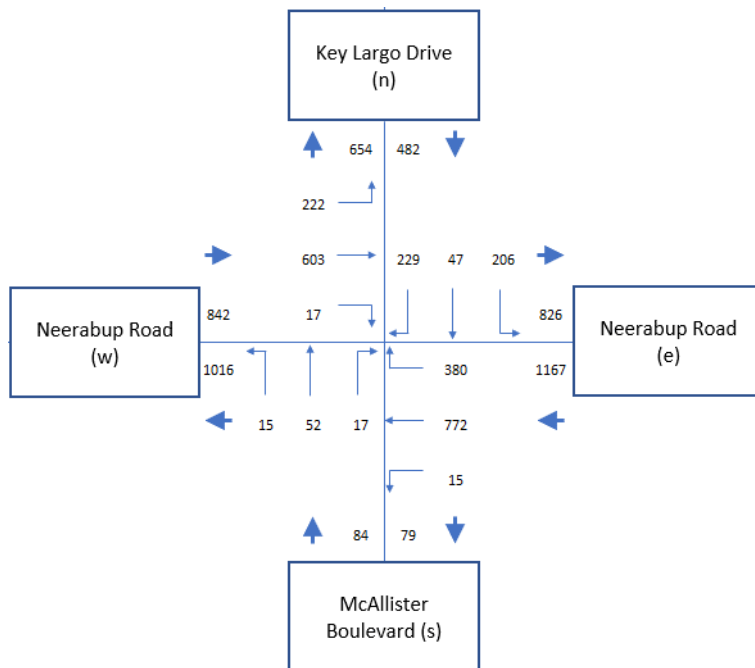 Key Largo Drive
(n)
654 482
222
603 229 47 206
842 17 826
Neerabup Road
(w)
Neerabup Road
(e)
1016 380 1167
15 52 17 772
15
84 79
McAllister
Boulevard (s)